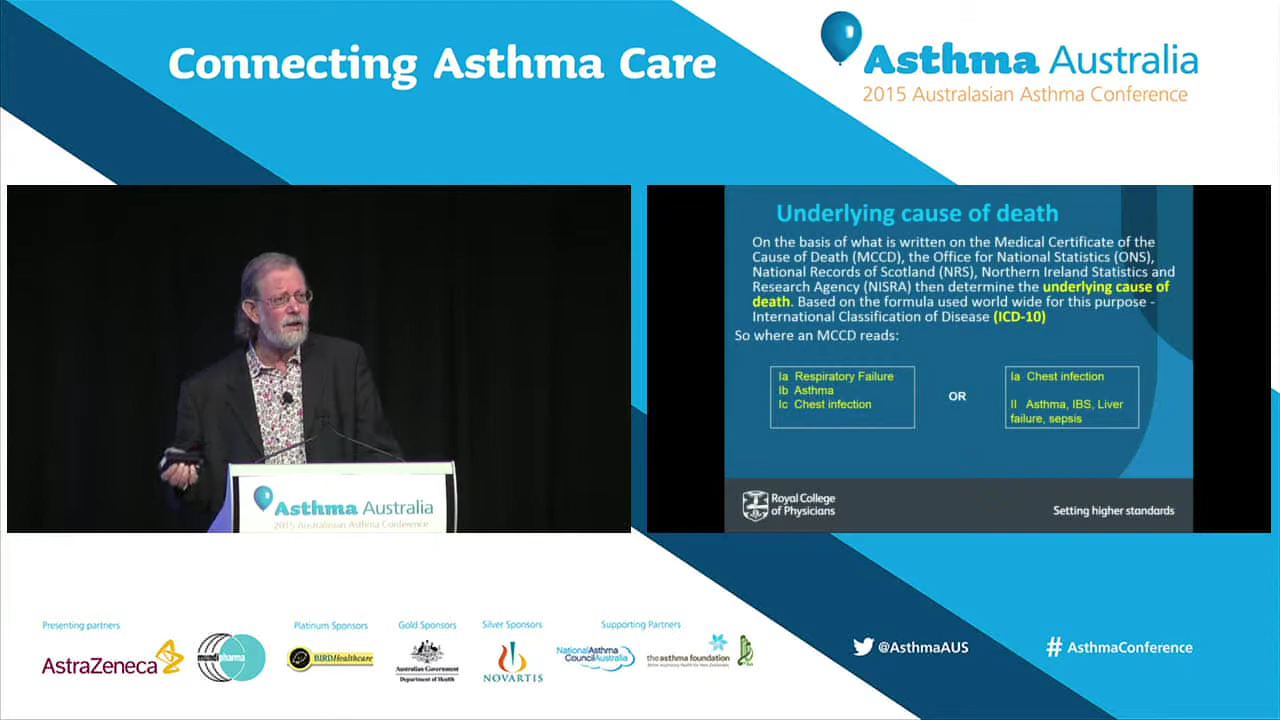 Connecting Asthma Care
Asthma Australia
2015 Australasian Asthma Conference
Asthma Australia
2015 Australasian Asthma Conference
Underlying cause of death
On the basis of what is written on the Medical Certificate of the
Cause of Death (MCCD), the Office for National Statistics (ONS),
National Records of Scotland (NRS), Northern Ireland Statistics and
Research Agency (NISRA) then determine the underlying cause of
death. Based on the formula used world wide for this purpose -
International Classification of Disease (ICD-10)
So where an MCCD reads:
Ia Respiratory Failure
Ib Asthma
Ic Chest infection
OR
Ia Chest infection
II Asthma, IBS, Liver
failure, sepsis
Royal College
of Physicians
Setting higher standards
Presenting partners
AstraZeneca
mundipharma
Platinum Sponsors
BIRDHealthcare
Gold Sponsors
Australian Government
Department of Health
Silver Sponsors
NOVARTIS
Supporting Partners
National Asthma
Council Australia
the asthma foundation
@AsthmaAUS
# AsthmaConference